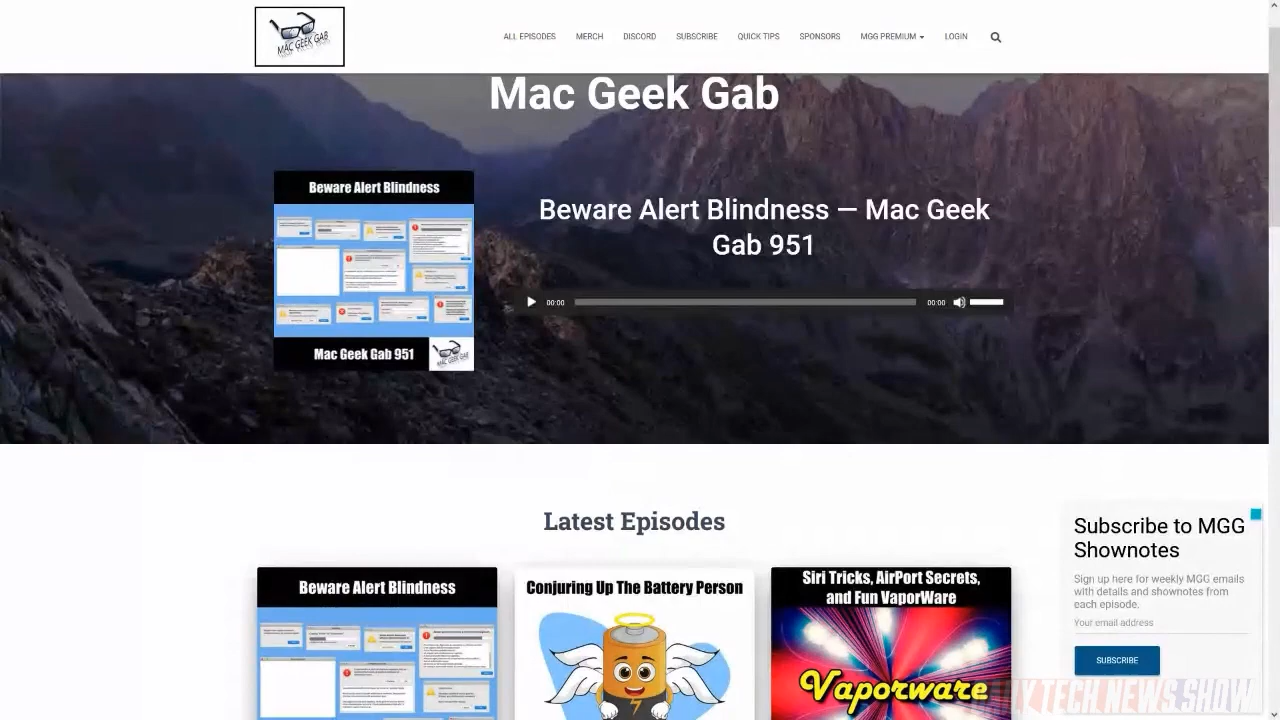 MAC GEEK GAB
ALL EPISODES
MERCH
DISCORD
SUBSCRIBE
QUICK TIPS
SPONSORS
MGG PREMIUM
LOGIN
Mac Geek Gab
Beware Alert Blindness
Mac Geek Gab 951
MAC GEEK GAB
Beware Alert Blindness — Mac Geek
Gab 951
00:00
00:00
Latest Episodes
Beware Alert Blindness
Conjuring Up The Battery Person
Siri Tricks, AirPort Secrets,
and Fun VaporWare
Vaporware
Subscribe to MGG
Shownotes
Sign up here for weekly MGG emails
with details and shownotes from
each episode.
Your email address
SUBSCRIBE